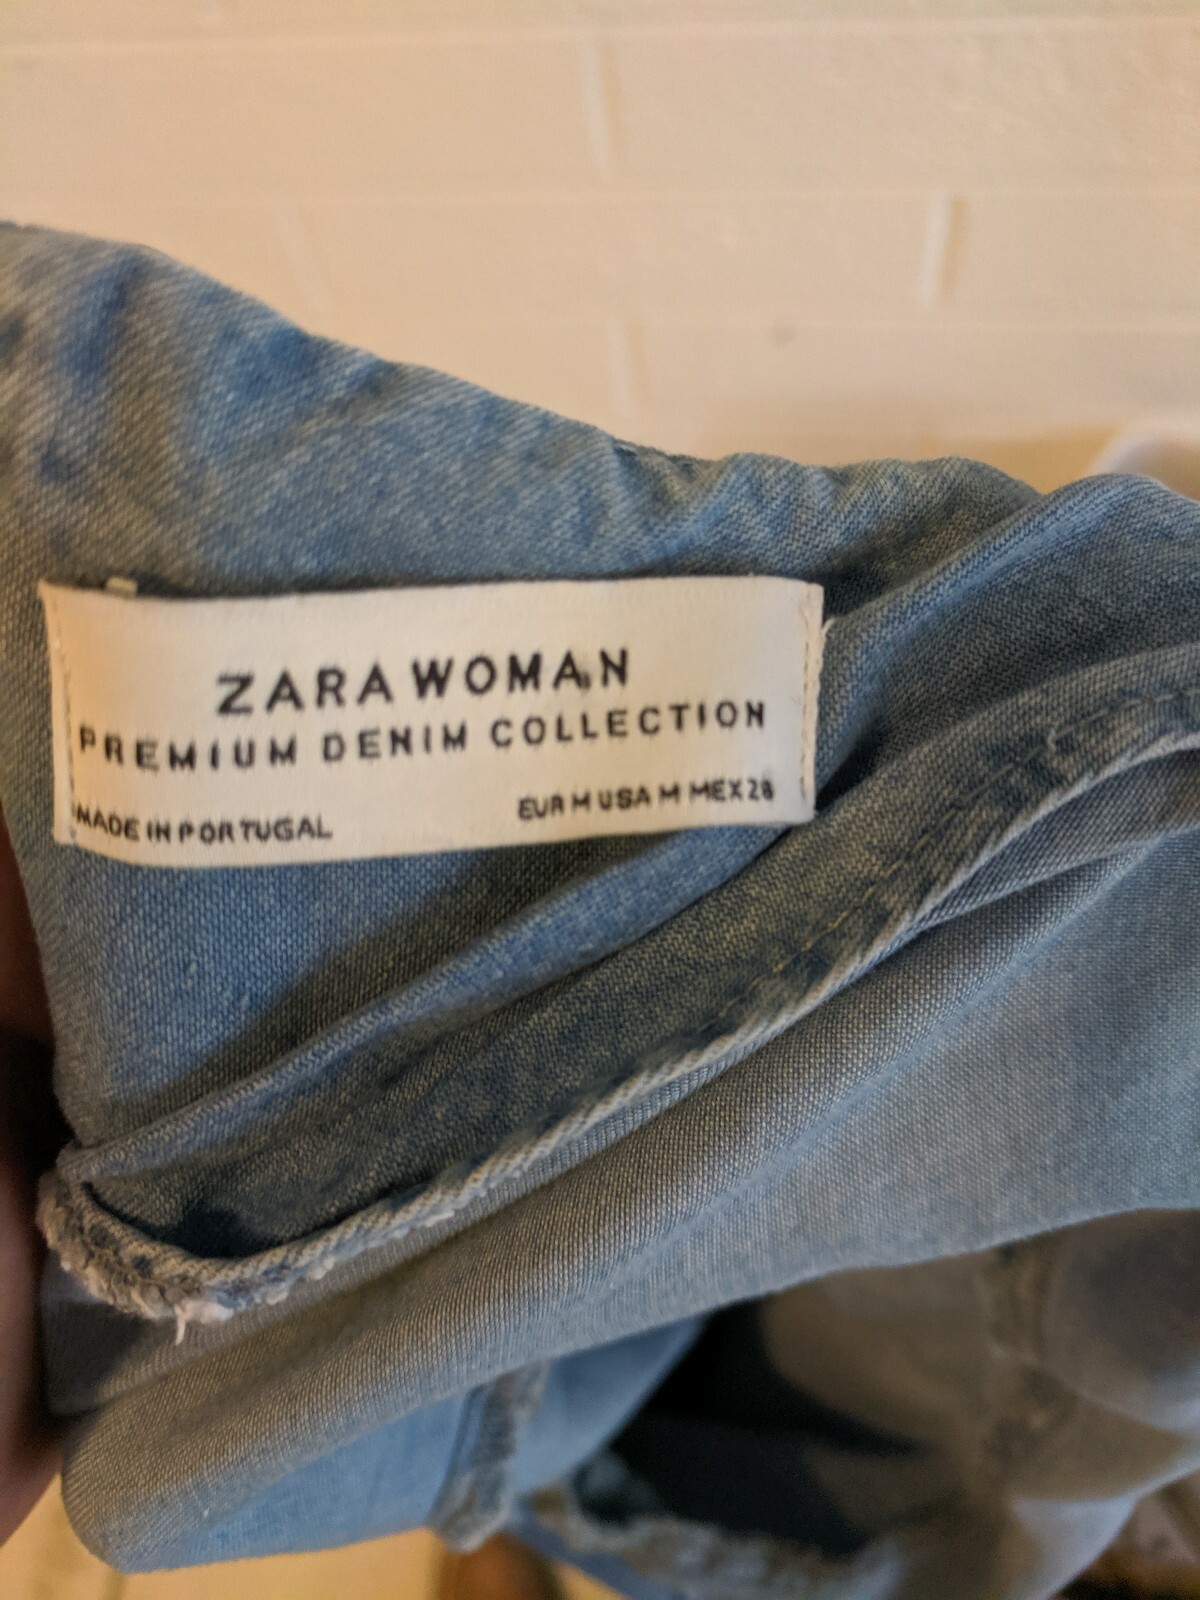 ZARA WOMAN
PREMIUM DENIM COLLECTION
MADE IN PORTUGAL
EUR M USA M MEX 28